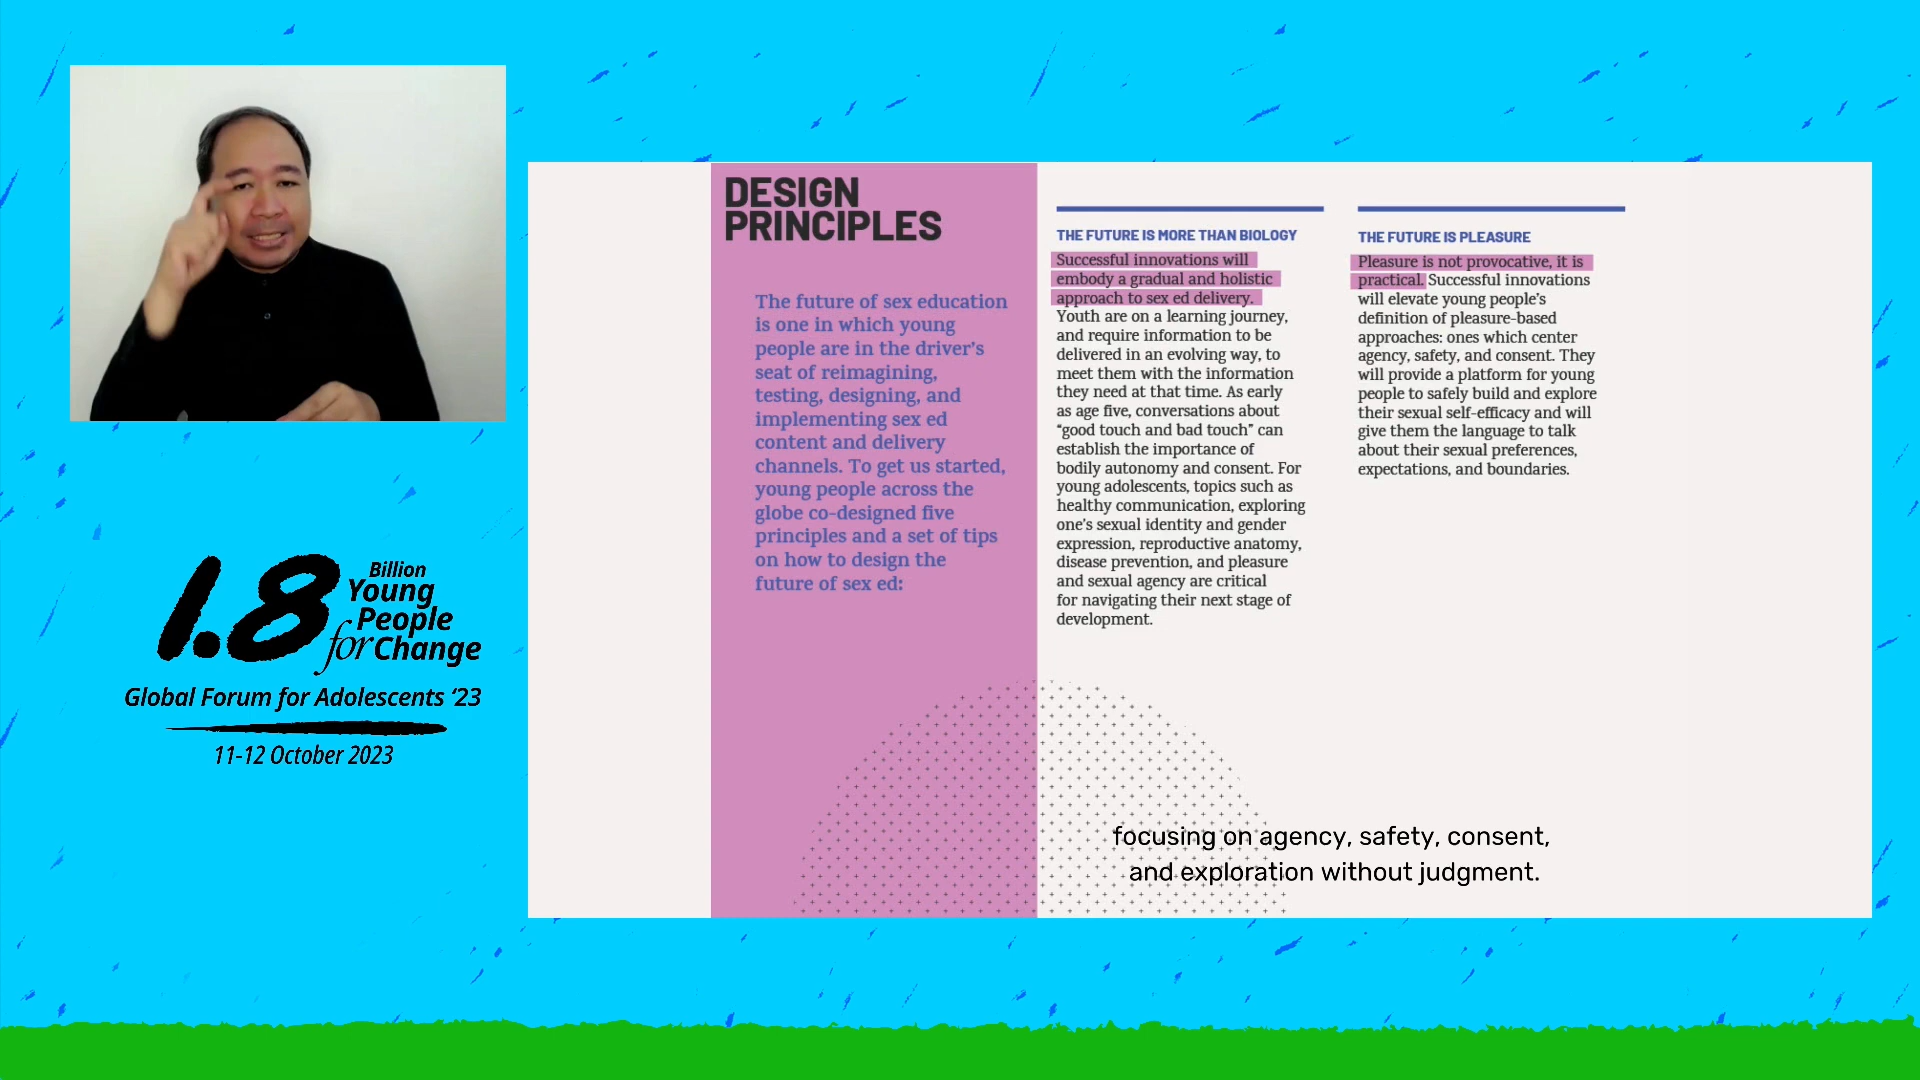 DESIGN
PRINCIPLES
The future of sex education
is one in which young
people are in the driver's
seat of reimagining,
testing, designing, and
implementing sex ed
content and delivery
channels. To get us started,
young people across the
globe co-designed five
principles and a set of tips
on how to design the
future of sex ed:
THE FUTURE IS MORE THAN BIOLOGY
Successful innovations will
embody a gradual and holistic
approach to sex ed delivery.
Youth are on a learning journey,
and require information to be
delivered in an evolving way, to
meet them with the information
they need at that time. As early
as age five, conversations about
“good touch and bad touch” can
establish the importance of
bodily autonomy and consent. For
young adolescents, topics such as
healthy communication, exploring
one's sexual identity and gender
expression, reproductive anatomy,
disease prevention, and pleasure
and sexual agency are critical
for navigating their next stage of
development.
THE FUTURE IS PLEASURE
Pleasure is not provocative, it is
practical. Successful innovations
will elevate young people's
definition of pleasure-based
approaches: ones which center
agency, safety, and consent. They
will provide a platform for young
people to safely build and explore
their sexual self-efficacy and will
give them the language to talk
about their sexual preferences,
expectations, and boundaries.
focusing on agency, safety, consent,
and exploration without judgment.
1.8 Billion
Young
People
for Change
Global Forum for Adolescents ‘23
11-12 October 2023